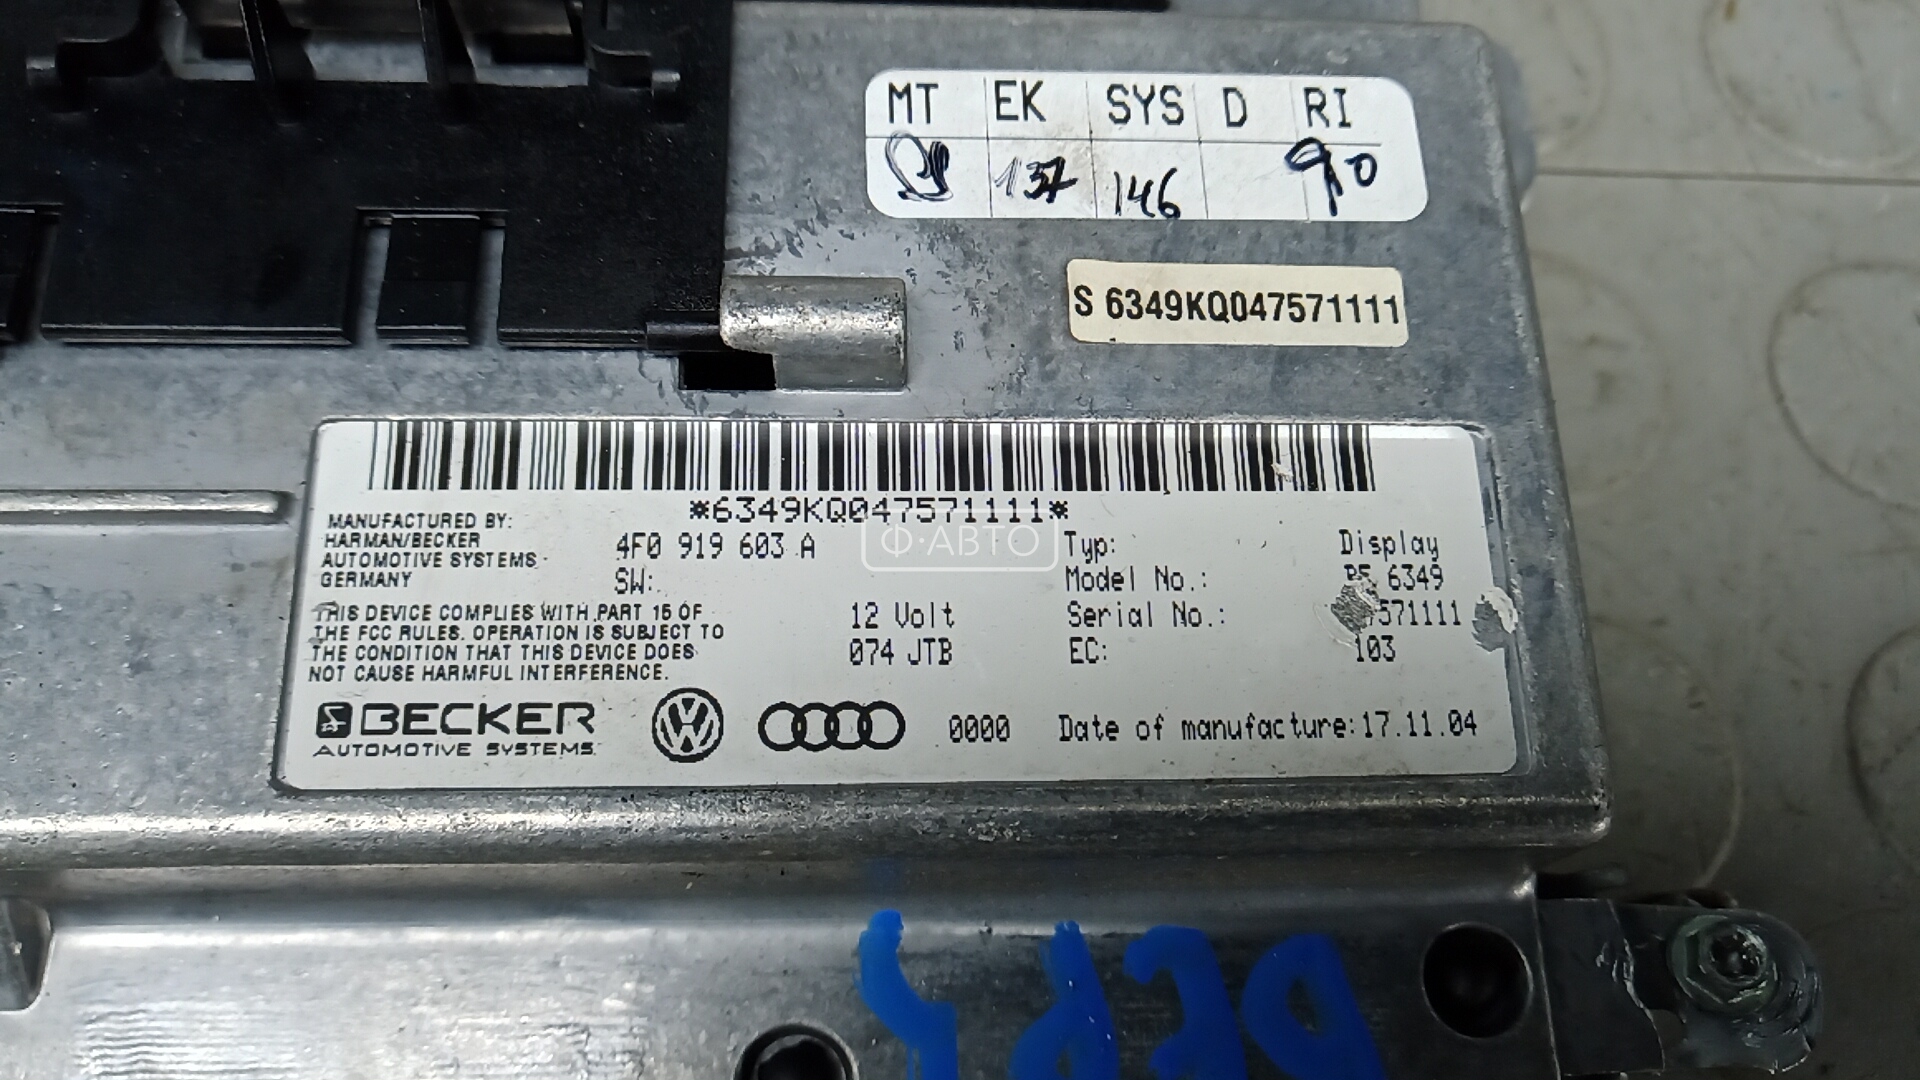 MT EK SYS D RI
137 146 90
S 6349KQ047571111
*6349KQ047571111*
MANUFACTURED BY:
HARMAN/BECKER
AUTOMOTIVE SYSTEMS
GERMANY
4F0 919 603 A
SW:
Ф·АВТО
Typ: Display
Model No.: 6349
Serial No.: 571111
EC: 103
THIS DEVICE COMPLIES WITH PART 15 OF
THE FCC RULES. OPERATION IS SUBJECT TO
THE CONDITION THAT THIS DEVICE DOES
NOT CAUSE HARMFUL INTERFERENCE.
12 Volt
074 JTB
BECKER
AUTOMOTIVE SYSTEMS
0000 Date of manufacture:17.11.04